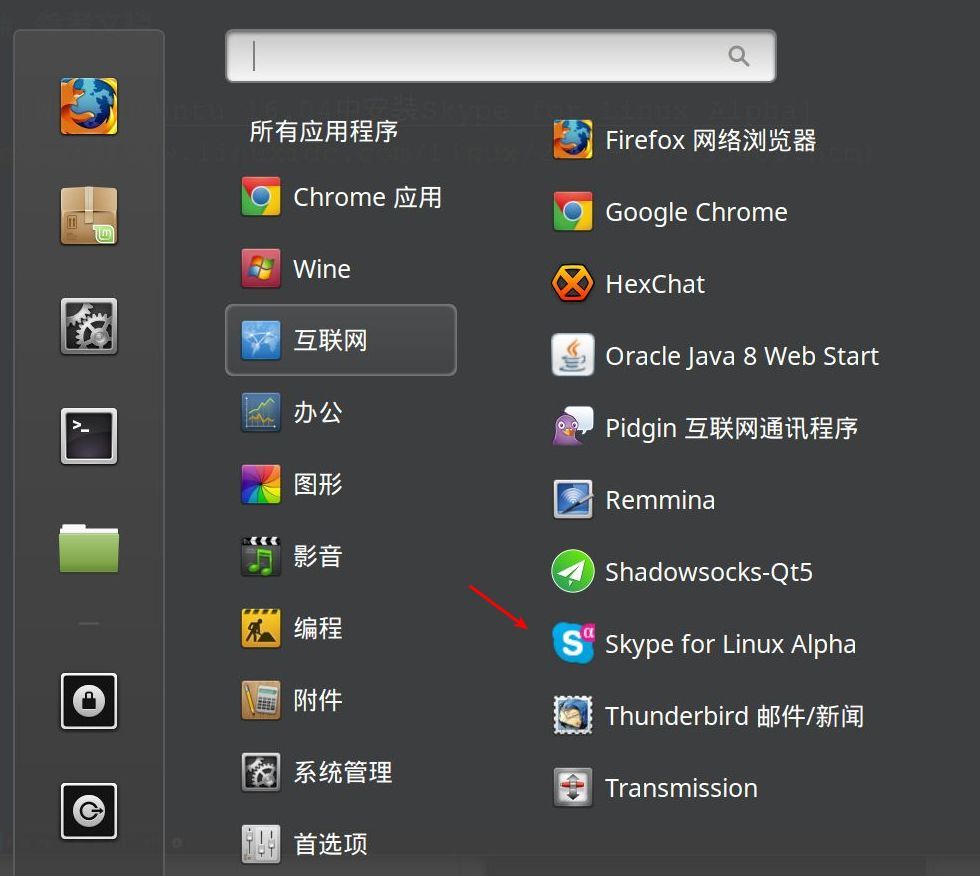 所有应用程序
Chrome 应用
Wine
互联网
办公
图形
影音
编程
附件
系统管理
首选项
Firefox 网络浏览器
Google Chrome
HexChat
Oracle Java 8 Web Start
Pidgin 互联网通讯程序
Remmina
Shadowsocks-Qt5
Skype for Linux Alpha
Thunderbird 邮件/新闻
Transmission